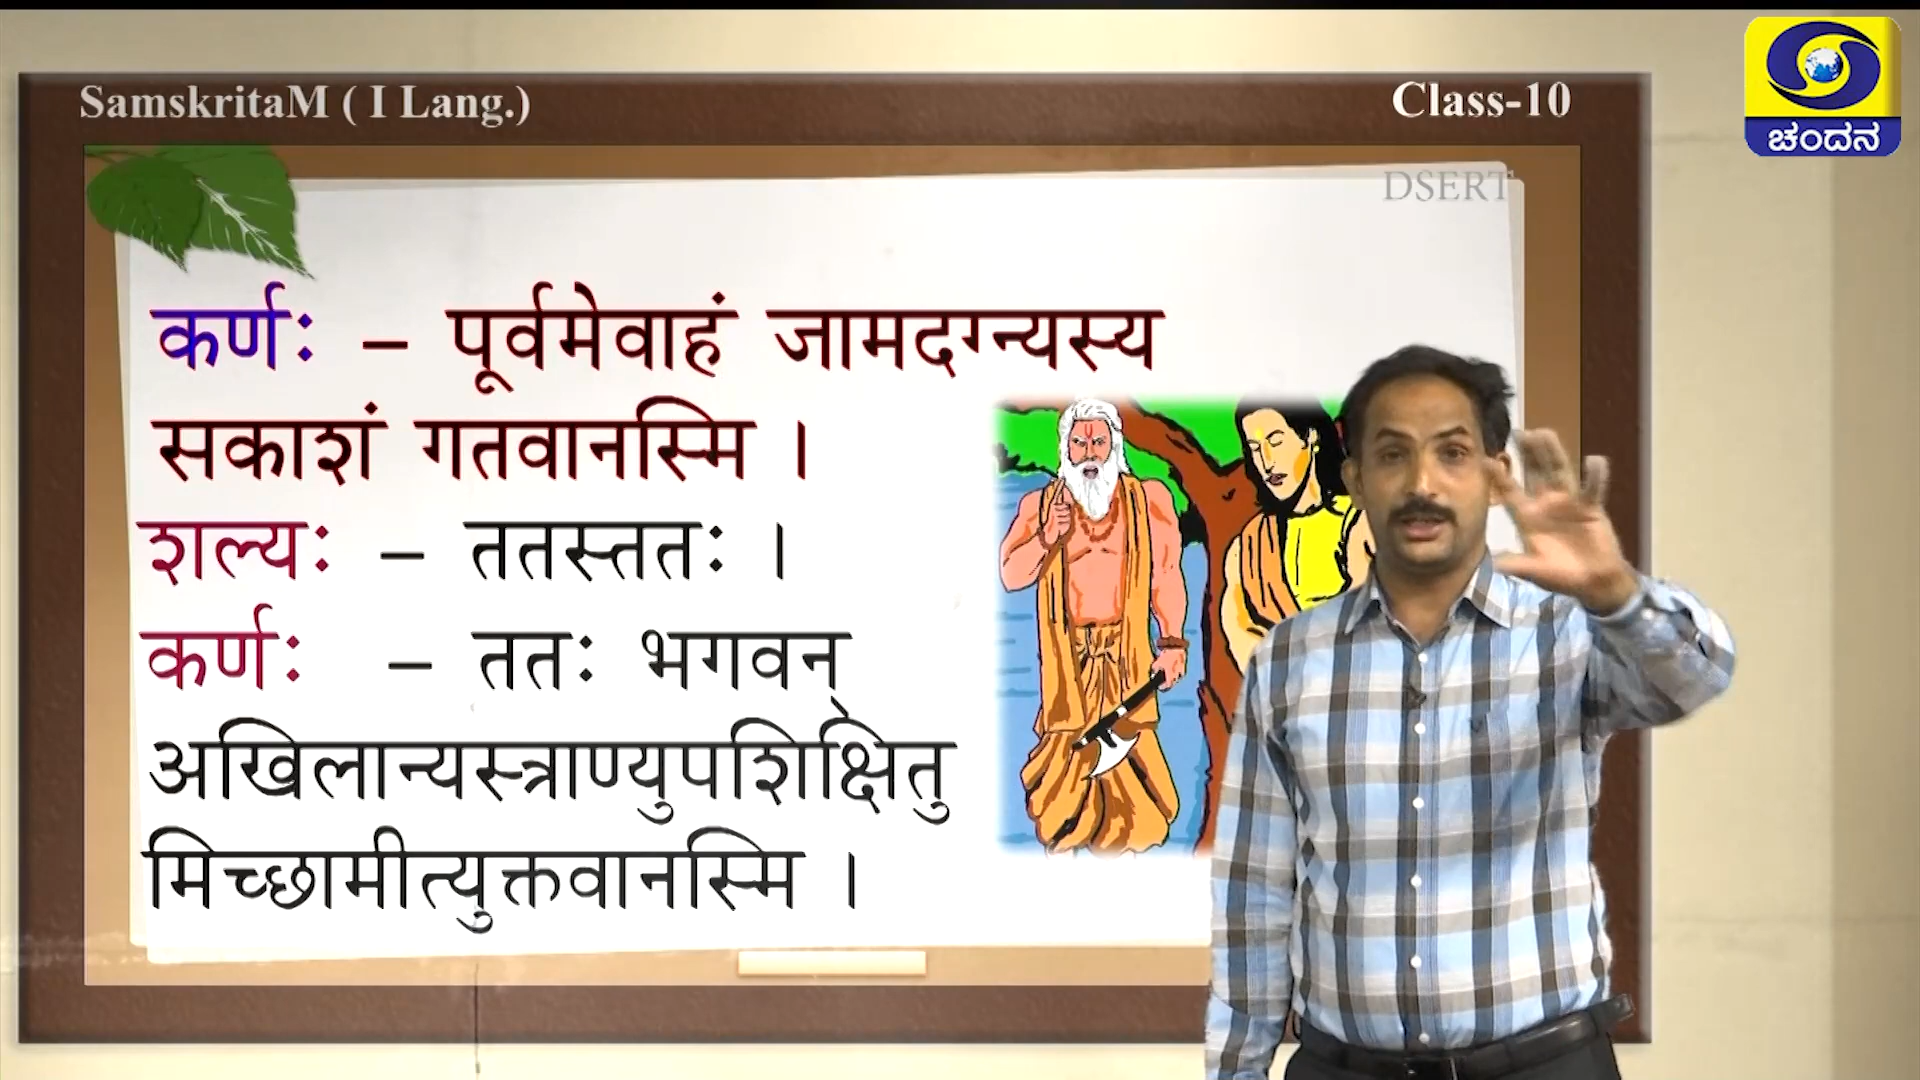 SamskritaM ( I Lang.)
Class-10
ಚಂದನ
DSERT
कर्णः – पूर्वमेवाहं जामदग्न्यस्य
सकाशं गतवानस्मि ।
शल्यः – ततस्ततः ।
कर्णः – ततः भगवन्
अखिलान्यस्त्राण्युपशिक्षितु
मिच्छामीत्युक्तवानस्मि ।